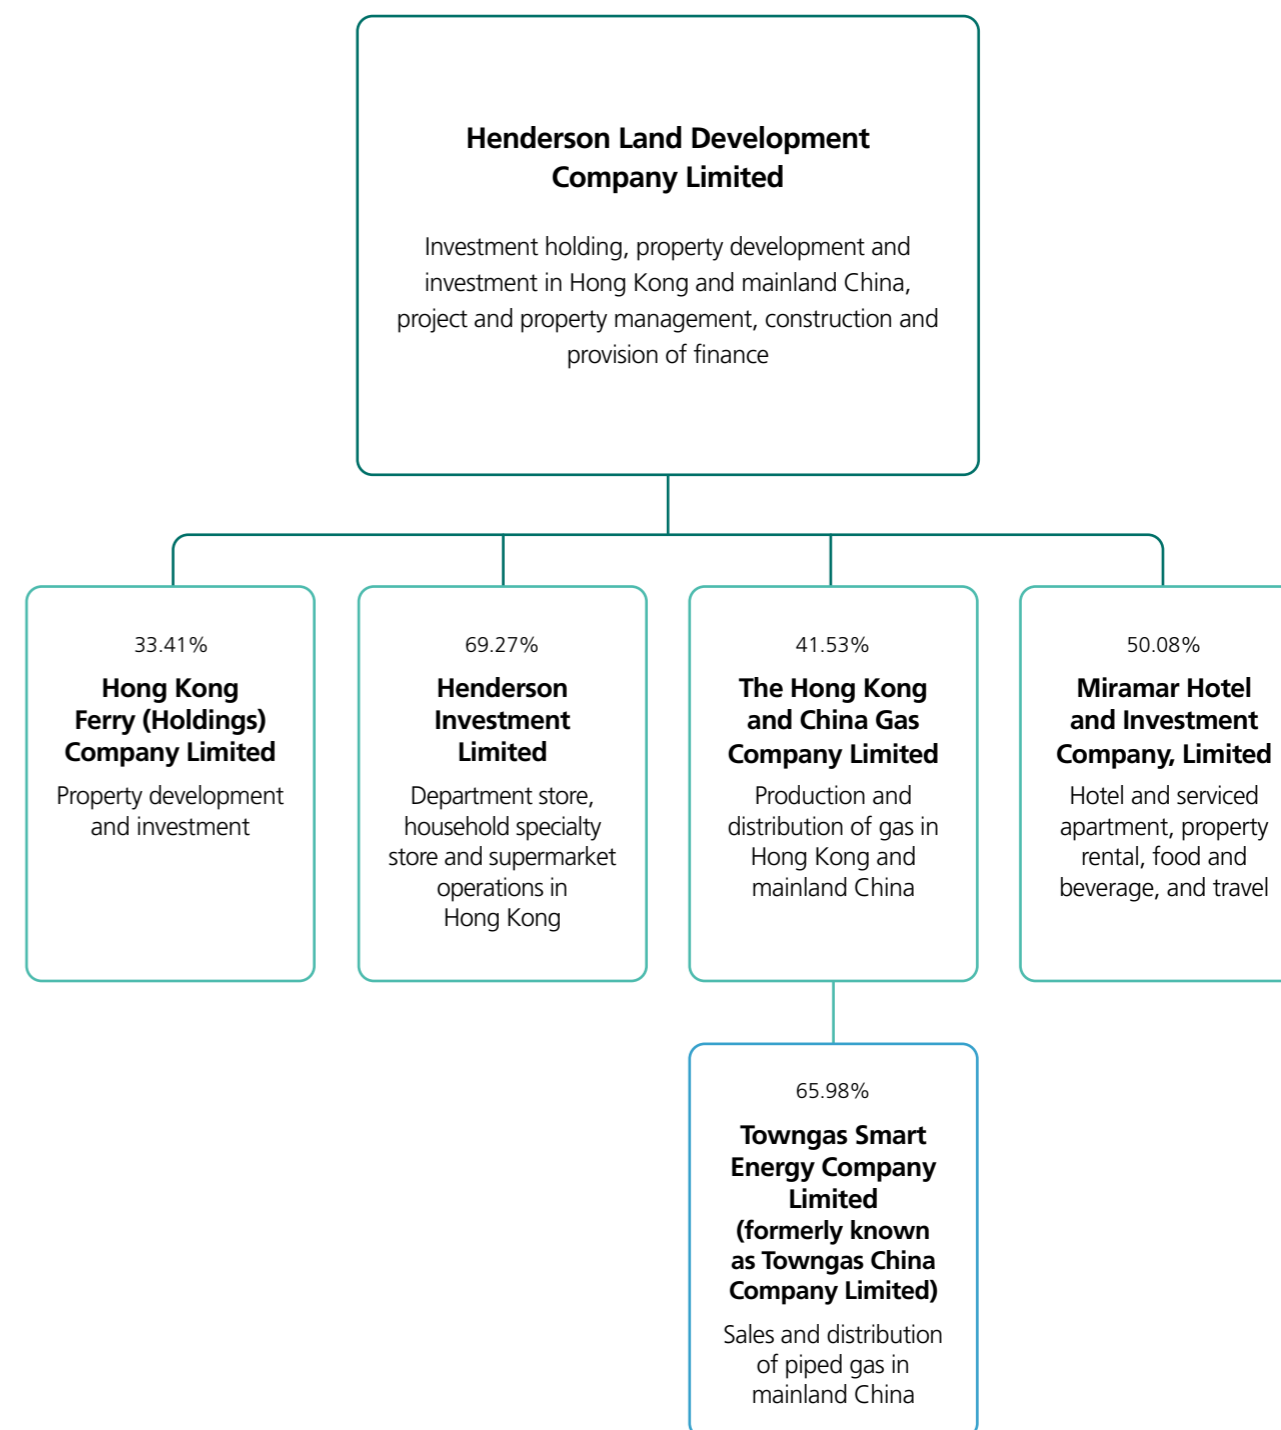 Henderson Land Development
Company Limited
Investment holding, property development and
investment in Hong Kong and mainland China,
project and property management, construction and
provision of finance
33.41%
Hong Kong
Ferry (Holdings)
Company Limited
Property development
and investment
69.27%
Henderson
Investment
Limited
Department store,
household specialty
store and supermarket
operations in
Hong Kong
41.53%
The Hong Kong
and China Gas
Company Limited
Production and
distribution of gas in
Hong Kong and
mainland China
50.08%
Miramar Hotel
and Investment
Company, Limited
Hotel and serviced
apartment, property
rental, food and
beverage, and travel
65.98%
Towngas Smart
Energy Company
Limited
(formerly known
as Towngas China
Company Limited)
Sales and distribution
of piped gas in
mainland China